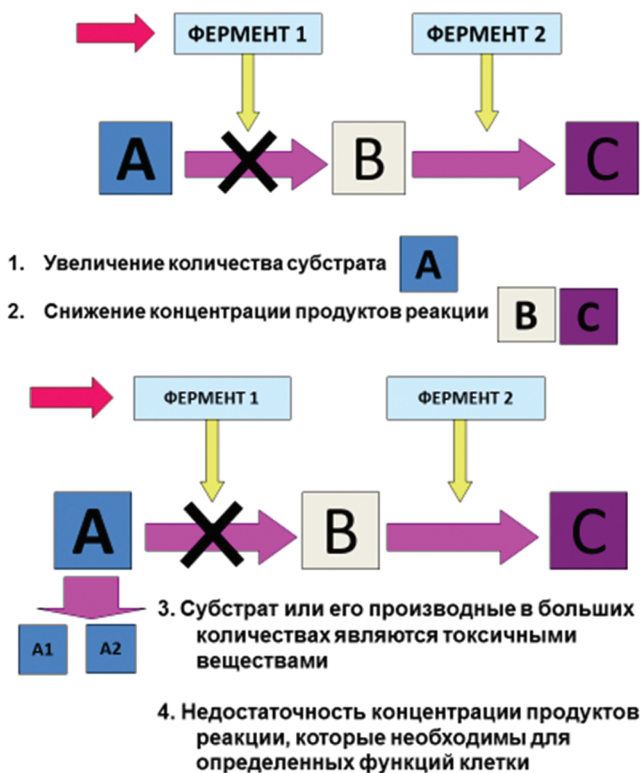 ФЕРМЕНТ 1 ФЕРМЕНТ 2
A B C
1. Увеличение количества субстрата A
2. Снижение концентрации продуктов реакции B C
ФЕРМЕНТ 1 ФЕРМЕНТ 2
A B C
A1 A2
3. Субстрат или его производные в больших
количествах являются токсичными
веществами
4. Недостаточность концентрации продуктов
реакции, которые необходимы для
определенных функций клетки